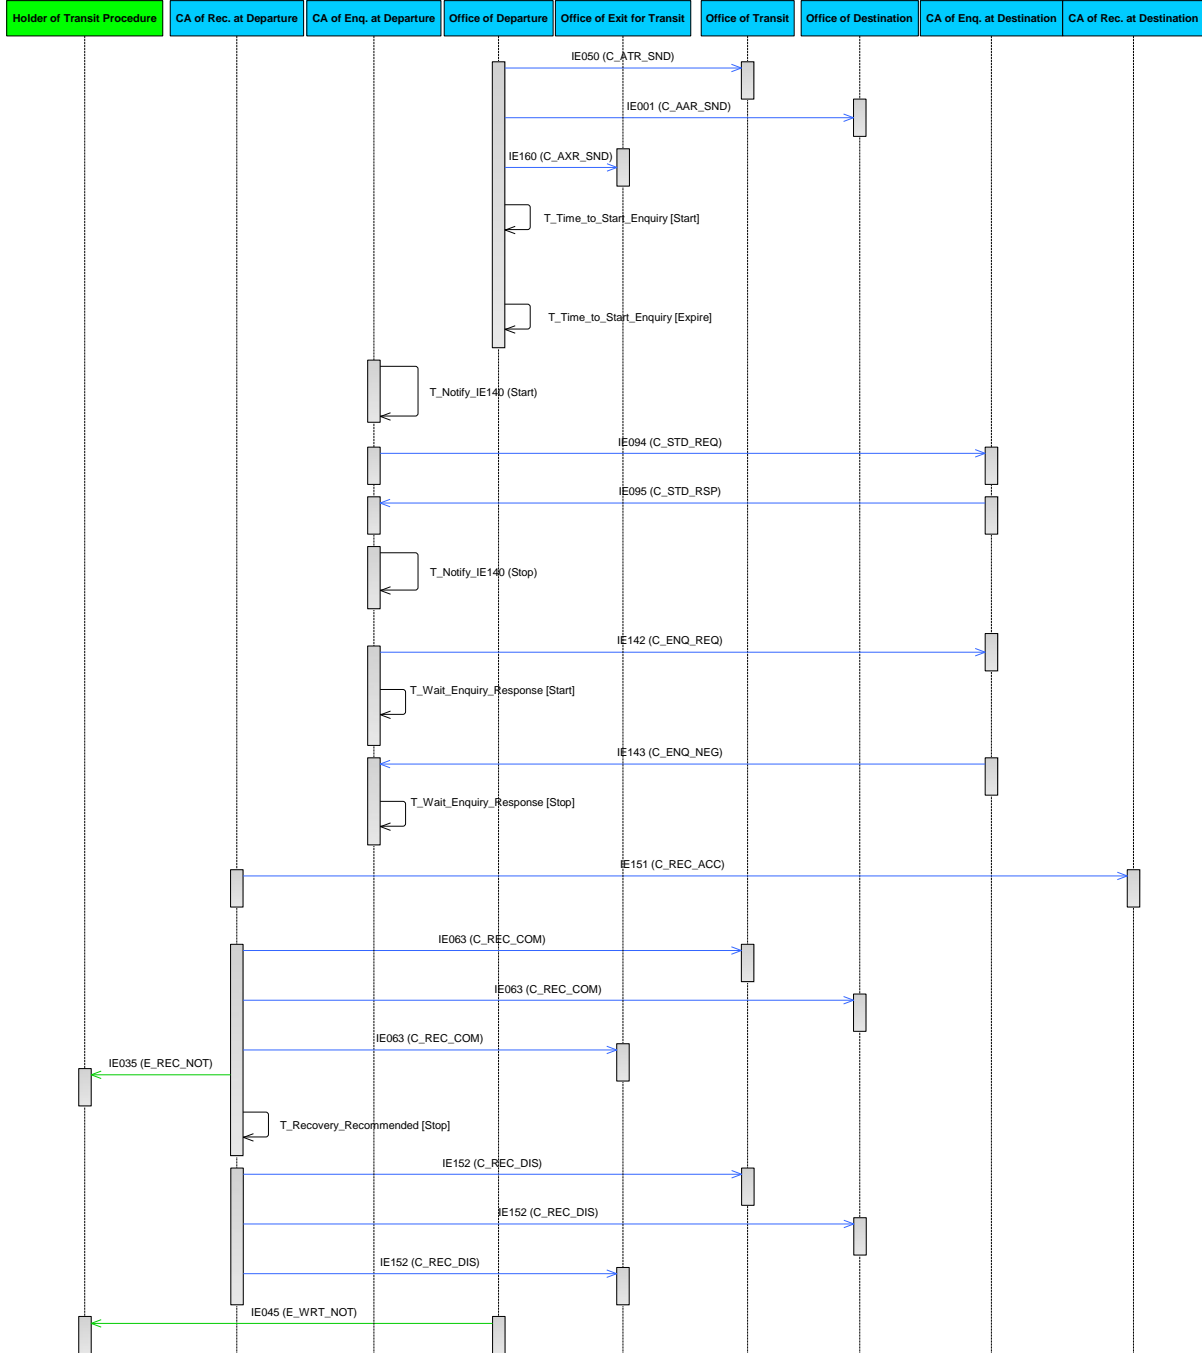 Holder of Transit Procedure
CA of Rec. at Departure
CA of Enq. at Departure
Office of Departure
Office of Exit for Transit
Office of Transit
Office of Destination
CA of Enq. at Destination
CA of Rec. at Destination
IE050 (C_ATR_SND)
IE001 (C_AAR_SND)
IE160 (C_AXR_SND)
T_Time_to_Start_Enquiry [Start]
T_Time_to_Start_Enquiry [Expire]
T_Notify_IE140 (Start)
IE094 (C_STD_REQ)
IE095 (C_STD_RSP)
T_Notify_IE140 (Stop)
IE142 (C_ENQ_REQ)
T_Wait_Enquiry_Response [Start]
IE143 (C_ENQ_NEG)
T_Wait_Enquiry_Response [Stop]
IE151 (C_REC_ACC)
IE063 (C_REC_COM)
IE063 (C_REC_COM)
IE063 (C_REC_COM)
IE035 (E_REC_NOT)
T_Recovery_Recommended [Stop]
IE152 (C_REC_DIS)
IE152 (C_REC_DIS)
IE152 (C_REC_DIS)
IE045 (E_WRT_NOT)